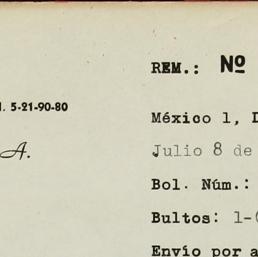 REM.: Nº
l. 5-21-90-80
México 1, D
A.
Julio 8 de
Bol. Núm.:
Bultos: 1-
Envío por a